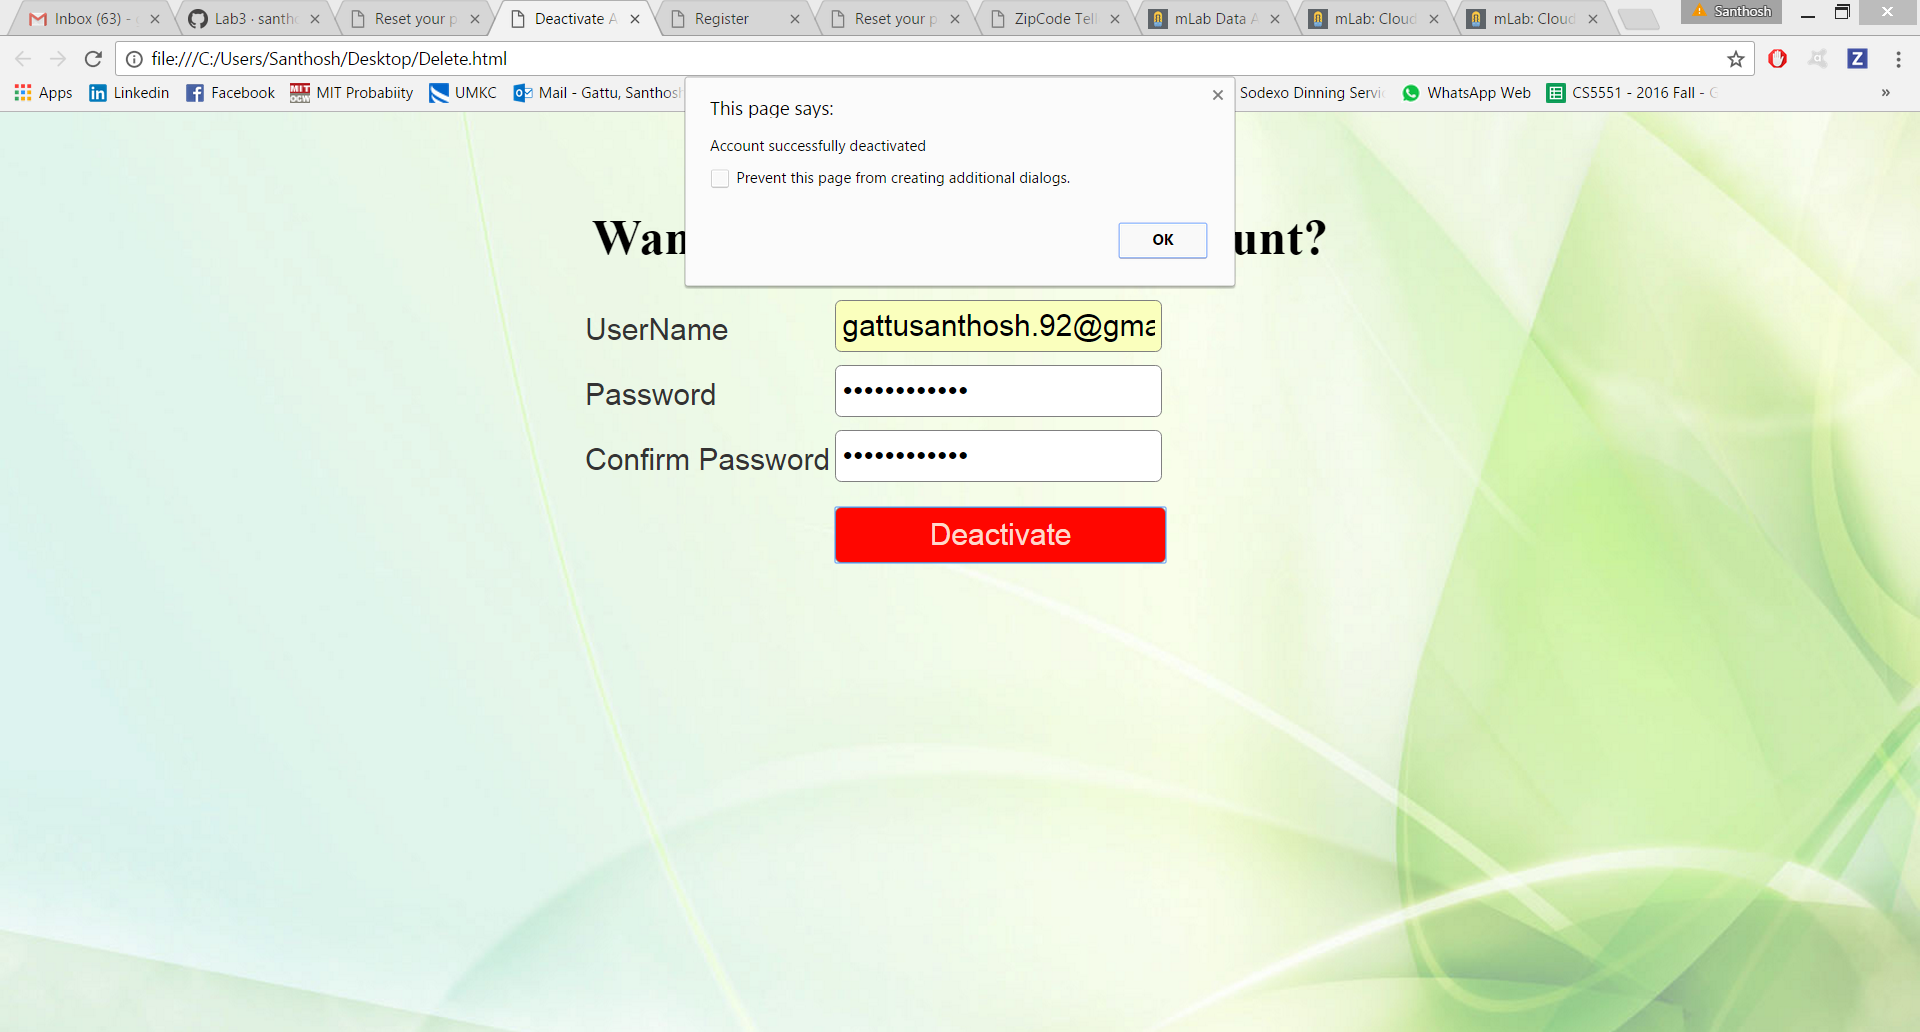 Inbox (63) -
Lab3 · santh
Reset your p
Deactivate A
Register
Reset your p
ZipCode Tell
mLab Data A
mLab: Cloud
mLab: Cloud
Santhosh
file:///C:/Users/Santhosh/Desktop/Delete.html
Z
Apps
Linkedin
Facebook
MIT Probabiity
UMKC
Mail - Gattu, Santhosh
Sodexo Dinning Servi
WhatsApp Web
CS5551 - 2016 Fall - G
»
This page says:
Account successfully deactivated
Prevent this page from creating additional dialogs.
OK
Wan unt?
UserName gattusanthosh.92@gma
Password ••••••••••••
Confirm Password ••••••••••••
Deactivate